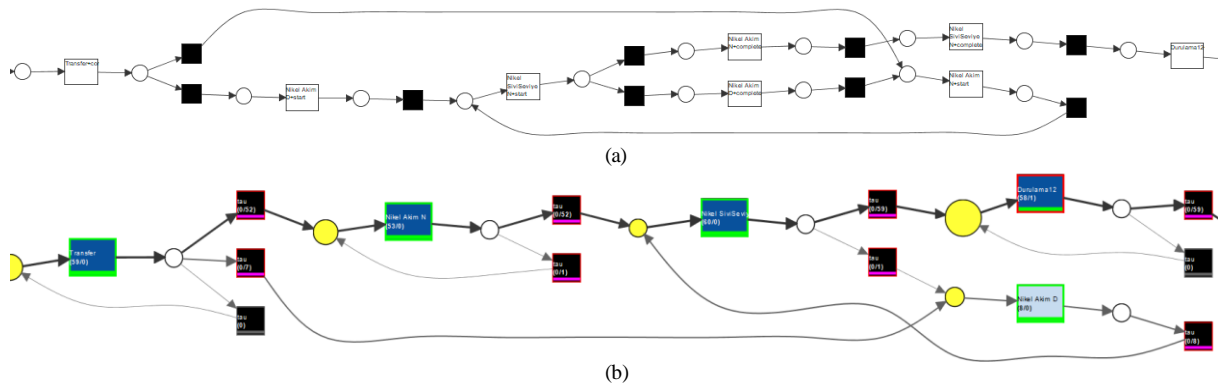 Transfer+cor
Nikel Akim
D+start
Nikel
SiviSeviye
N+start
Nikel Akim
N+complete
Nikel Akim
D+complete
Nikel
SiviSeviye
N+complete
Nikel Akim
N+start
Durulama12
(a)
Transfer
(59/0)
tau
(0/52)
tau
(0/7)
tau
(0)
Nikel Akim N
(53/0)
tau
(0/52)
tau
(0/1)
Nikel SiviSev
(60/0)
tau
(0/59)
tau
(0/1)
Durulama12
(58/1)
Nikel Akim D
(8/0)
tau
(0/59)
tau
(0)
tau
(0/8)
(b)